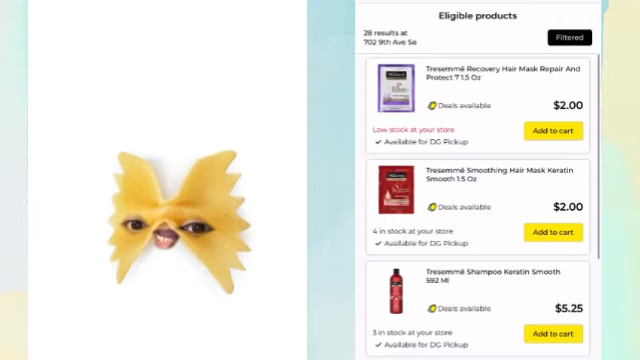 Eligible products
28 results at
702 9th Ave Se
Filtered
Tresemmé Recovery Hair Mask Repair And
Protect 7 1.5 Oz
Deals available
$2.00
Low stock at your store
Add to cart
Available for DG Pickup
Tresemmé Smoothing Hair Mask Keratin
Smooth 1.5 Oz
Deals available
$2.00
4 in stock at your store
Add to cart
Available for DG Pickup
Tresemmé Shampoo Keratin Smooth
592 Ml
Deals available
$5.25
3 in stock at your store
Add to cart
Available for DG Pickup